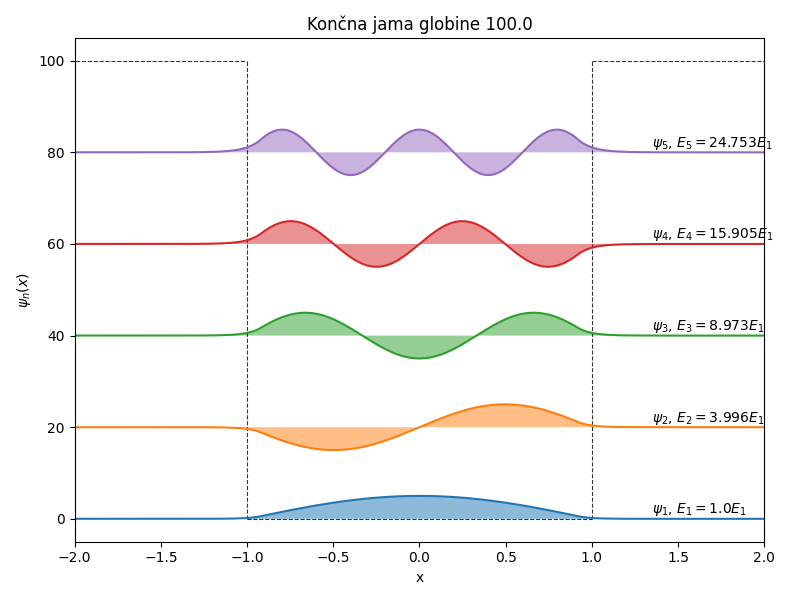 Končna jama globine 100.0
100
80
60
40
20
0
ψₙ(x)
ψ₅, E₅ = 24.753E₁
ψ₄, E₄ = 15.905E₁
ψ₃, E₃ = 8.973E₁
ψ₂, E₂ = 3.996E₁
ψ₁, E₁ = 1.0E₁
−2.0 −1.5 −1.0 −0.5 0.0 0.5 1.0 1.5 2.0
x